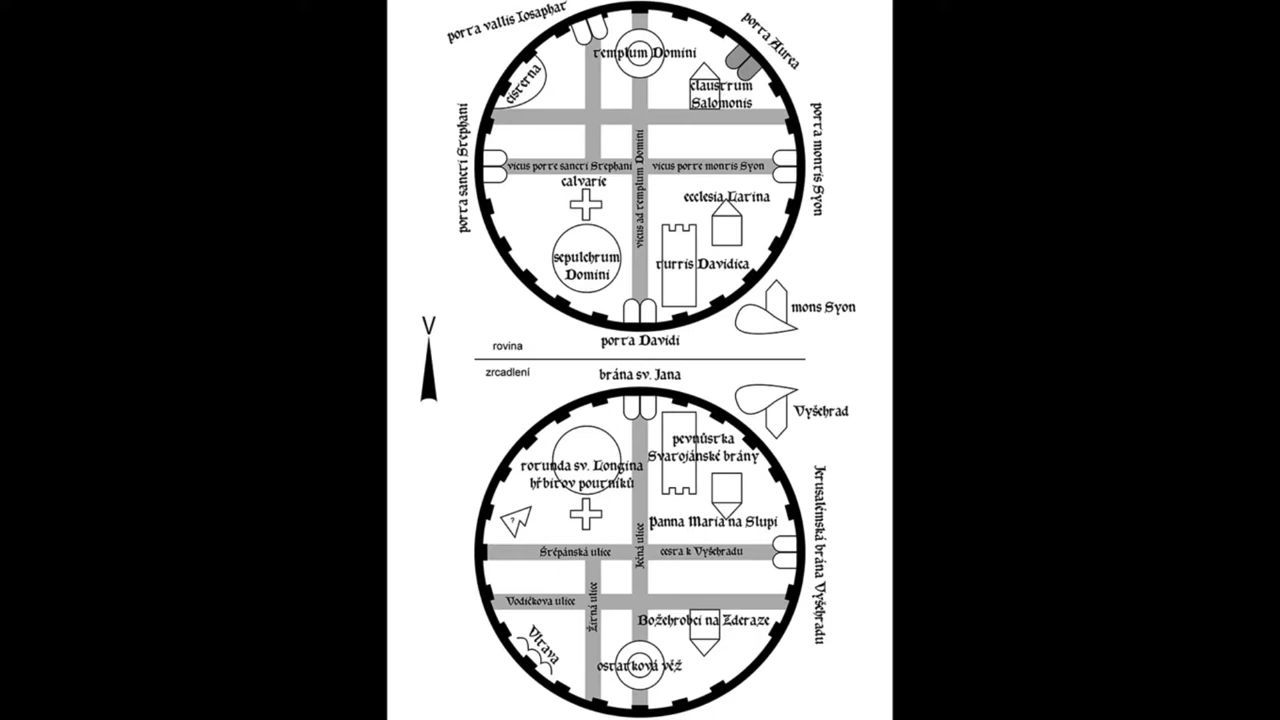 porta vallis Iosaphat
porta Aurea
templum Domini
cisterna
claustrum
Salomonis
porta sancti Stephani
porta montis Syon
vicus porte sancti Stephani
vicus ad templum Domini
vicus porte montis Syon
calvarie
ecclesia Latina
sepulchrum
Domini
turris Davidica
mons Syon
porta Davidi
V
rovina
zrcadlení
brána sv. Jana
Vyšehrad
pevnůstka
Svatojánské brány
rotunda sv. Longina
hřbitov poutníků
?
Panna Maria na Slupi
Jerusalémská brána Vyšehradu
Štěpánská ulice
Ječná ulice
cesta k Vyšehradu
Vodičkova ulice
Žitná ulice
Božehrobci na Zderaze
Vltava
ostatková věž